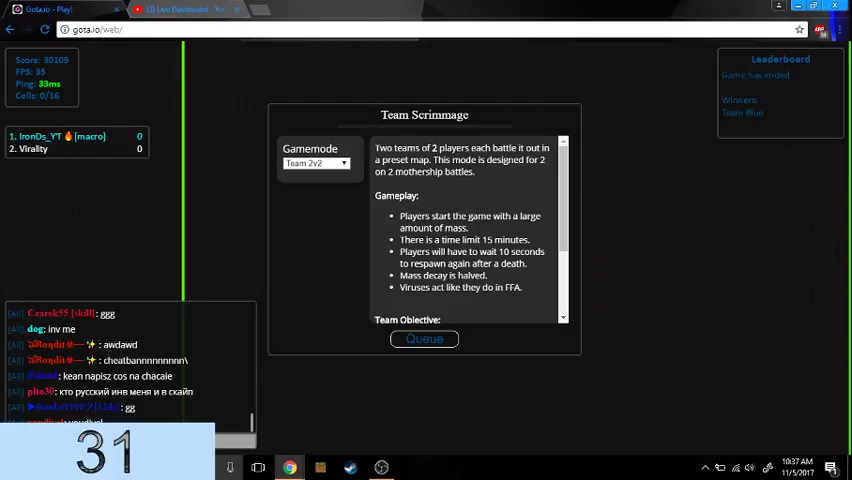 Gota.io - Play!
(3) Live Dashboard - You
gota.io/web/
Score: 30109
FPS: 35
Ping: 33ms
Cells: 0/16
1. IronDs_YT🔥[macro] 0
2. Virality 0
Leaderboard
Game has ended
Winners:
Team Blue
Team Scrimmage
Gamemode
Team 2v2
Two teams of 2 players each battle it out in
a preset map. This mode is designed for 2
on 2 mothership battles.
Gameplay:
• Players start the game with a large
amount of mass.
• There is a time limit 15 minutes.
• Players will have to wait 10 seconds
to respawn again after a death.
• Mass decay is halved.
• Viruses act like they do in FFA.
Team Objective:
Queue
[All] Czarek55 [skill]: ggg
dog: inv me
[All] ✨: awdawd
[All] ✨: cheatbannnnnnnnn\
[All] kean napisz cos na chacaie
[All] pho30: кто русский инв меня и в скайп
[All] : gg
31
10:37 AM
11/5/2017